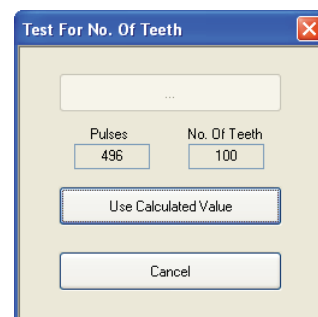 Test For No. Of Teeth
...
Pulses No. Of Teeth
496 100
Use Calculated Value
Cancel